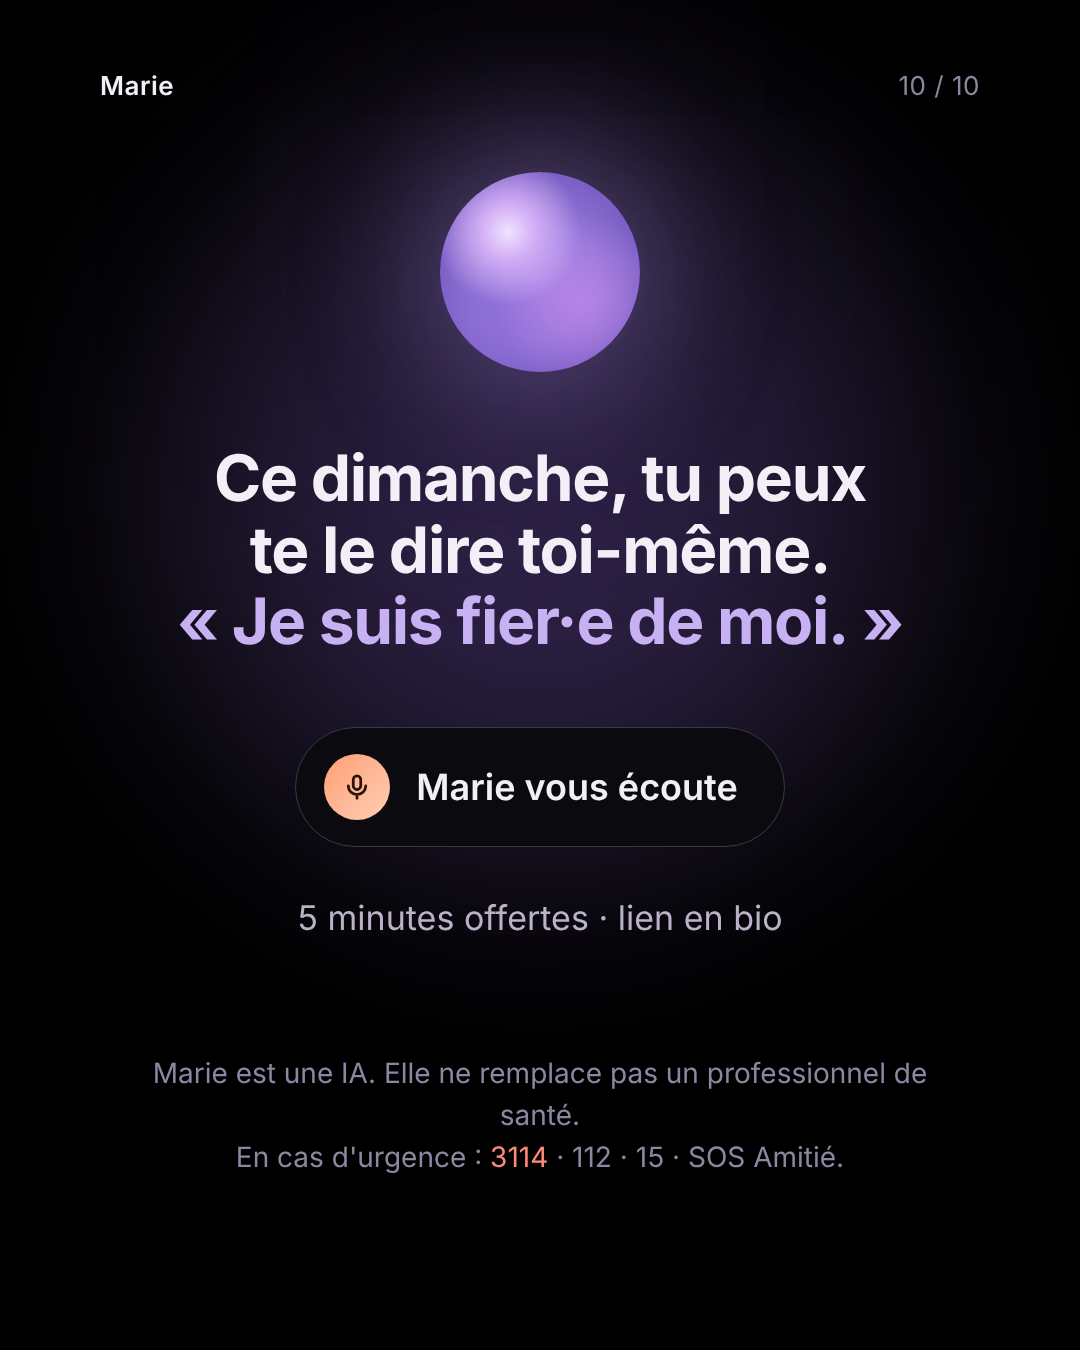 Marie
10 / 10
Ce dimanche, tu peux
te le dire toi-même.
« Je suis fier·e de moi. »
Marie vous écoute
5 minutes offertes · lien en bio
Marie est une IA. Elle ne remplace pas un professionnel de
santé.
En cas d'urgence : 3114 · 112 · 15 · SOS Amitié.